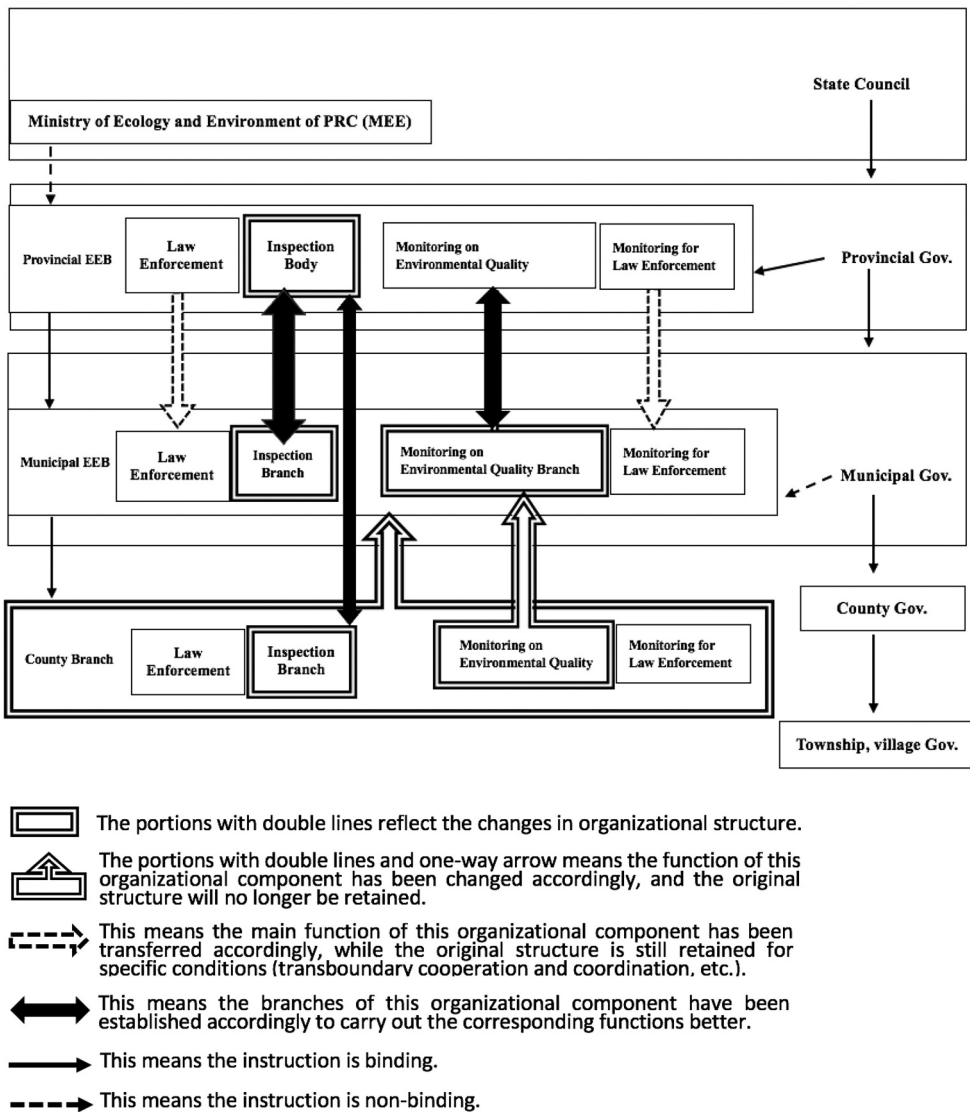 State Council
Ministry of Ecology and Environment of PRC (MEE)
Provincial EEB
Law
Enforcement
Inspection
Body
Monitoring on
Environmental Quality
Monitoring for
Law Enforcement
Provincial Gov.
Municipal EEB
Law
Enforcement
Inspection
Branch
Monitoring on
Environmental Quality Branch
Monitoring for
Law Enforcement
Municipal Gov.
County Gov.
County Branch
Law
Enforcement
Inspection
Branch
Monitoring on
Environmental Quality
Monitoring for
Law Enforcement
Township, village Gov.
The portions with double lines reflect the changes in organizational structure.
The portions with double lines and one-way arrow means the function of this
organizational component has been changed accordingly, and the original
structure will no longer be retained.
This means the main function of this organizational component has been
transferred accordingly, while the original structure is still retained for
specific conditions (transboundary cooperation and coordination, etc.).
This means the branches of this organizational component have been
established accordingly to carry out the corresponding functions better.
This means the instruction is binding.
This means the instruction is non-binding.